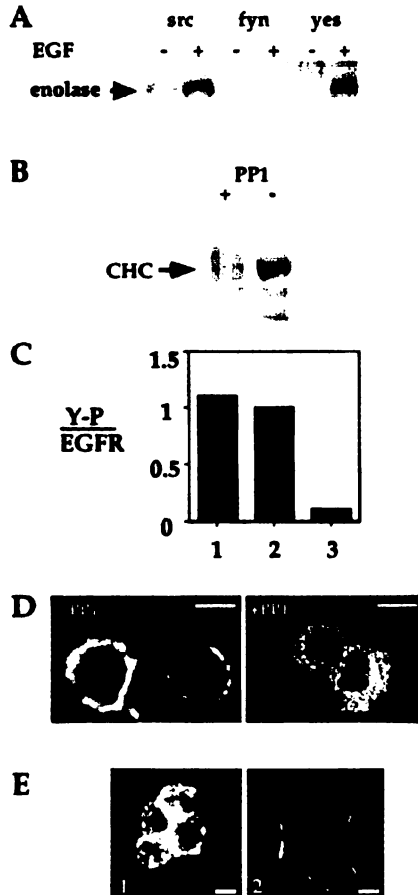 A
src fyn yes
EGF - + - + - +
enolase
B
PP1
+ -
CHC
C
1.5
1
0.5
0
Y-P
EGFR
1 2 3
D
+PP1
E
1 2